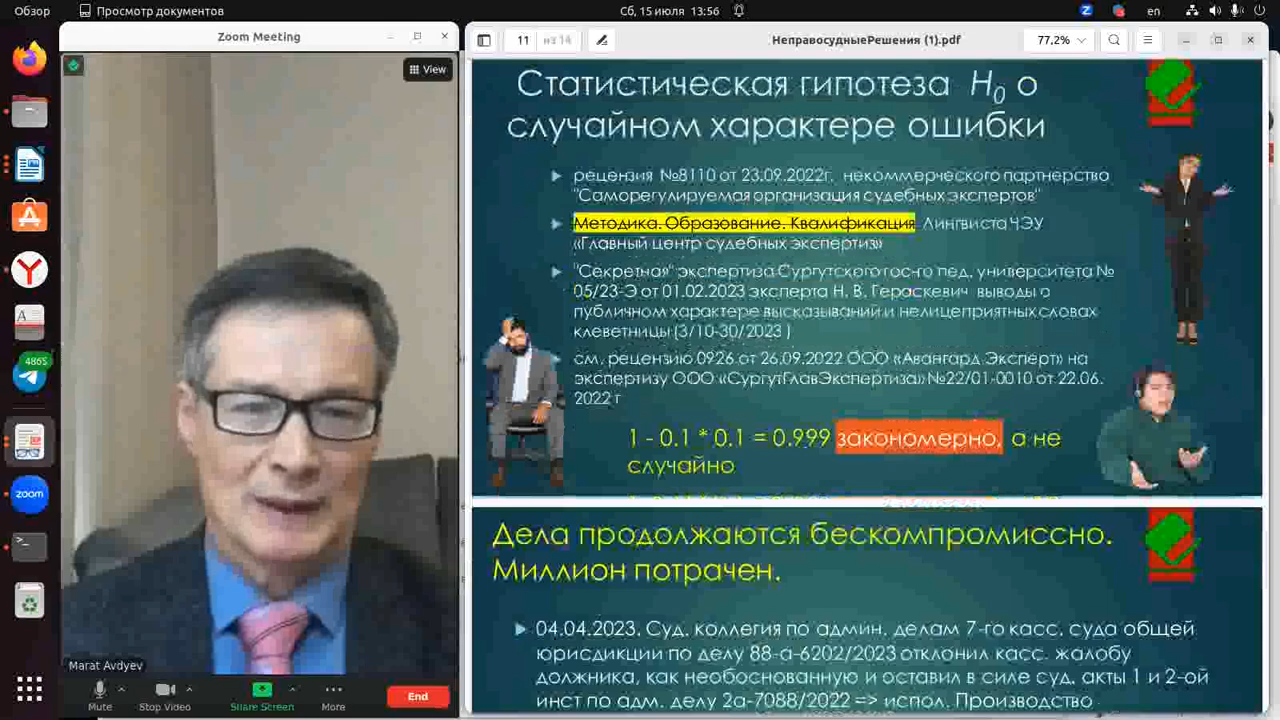 Обзор
Просмотр документов
Сб, 15 июля 13:56
en
Zoom Meeting
View
4865
zoom
Marat Avdyev
Mute
Stop Video
Share Screen
More
End
11
из 14
НеправосудныеРешения (1).pdf
77,2%
Статистическая гипотеза H0 о
случайном характере ошибки
рецензия №8110 от 23.09.2022г. некоммерческого партнерство
"Саморегулируемая организация судебных экспертов"
Методика. Образование. Квалификация Лингвиста ЧЭУ
«Главный центр судебных экспертиз»
"Секретная" экспертиза Сургутского гос-го пед. университета №
05/23-Э от 01.02.2023 эксперта Н. В. Гераскевич выводы о
публичном характере высказываний и нелицеприятных словах
клеветницы (3/10-30/2023 )
см. рецензию 0926 от 26.09.2022 ООО «Авангард Эксперт» на
экспертизу ООО «СургутГлавЭкспертиза» №22/01-0010 от 22.06.
2022 г
1 - 0.1 * 0.1 = 0.999 закономерно, а не
случайно
Дела продолжаются бескомпромиссно.
Миллион потрачен.
04.04.2023. Суд. коллегия по админ. делам 7-го касс. суда общей
юрисдикции по делу 88-а-6202/2023 отклонил касс. жалобу
должника, как необоснованную и оставил в силе суд. акты 1 и 2-ой
инст по адм. делу 2а-7088/2022 => испол. Производство